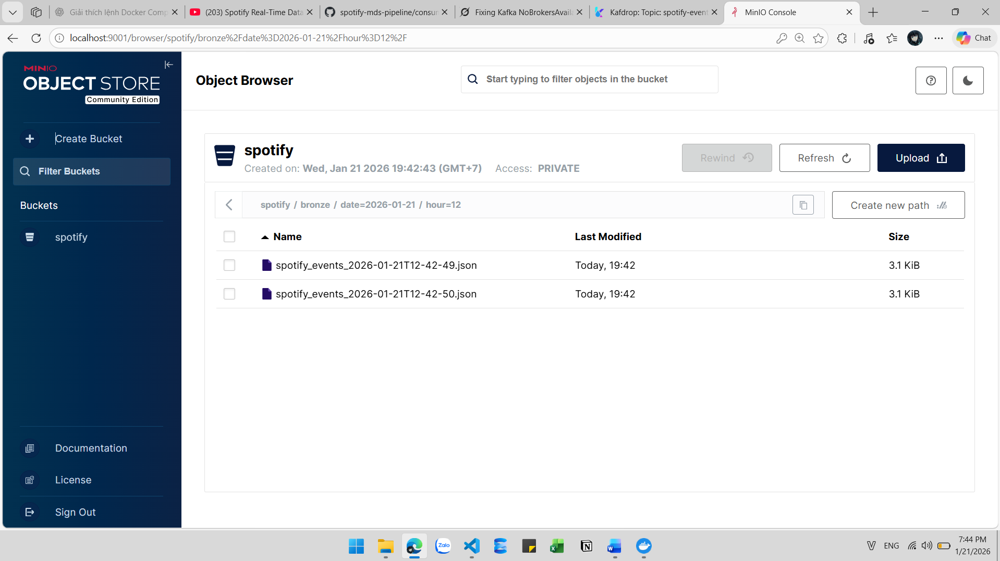 Giải thích lệnh Docker Comp
(203) Spotify Real-Time Data
spotify-mds-pipeline/consum
Fixing Kafka NoBrokersAvaila
Kafdrop: Topic: spotify-event
MinIO Console
localhost:9001/browser/spotify/bronze%2Fdate%3D2026-01-21%2Fhour%3D12%2F
Chat
MINIO
OBJECT STORE
Community Edition
Create Bucket
Filter Buckets
Buckets
spotify
Documentation
License
Sign Out
Object Browser
Start typing to filter objects in the bucket
spotify
Created on: Wed, Jan 21 2026 19:42:43 (GMT+7) Access: PRIVATE
Rewind
Refresh
Upload
spotify / bronze / date=2026-01-21 / hour=12
Create new path
Name Last Modified Size
spotify_events_2026-01-21T12-42-49.json Today, 19:42 3.1 KiB
spotify_events_2026-01-21T12-42-50.json Today, 19:42 3.1 KiB
Zalo
V ENG
7:44 PM
1/21/2026